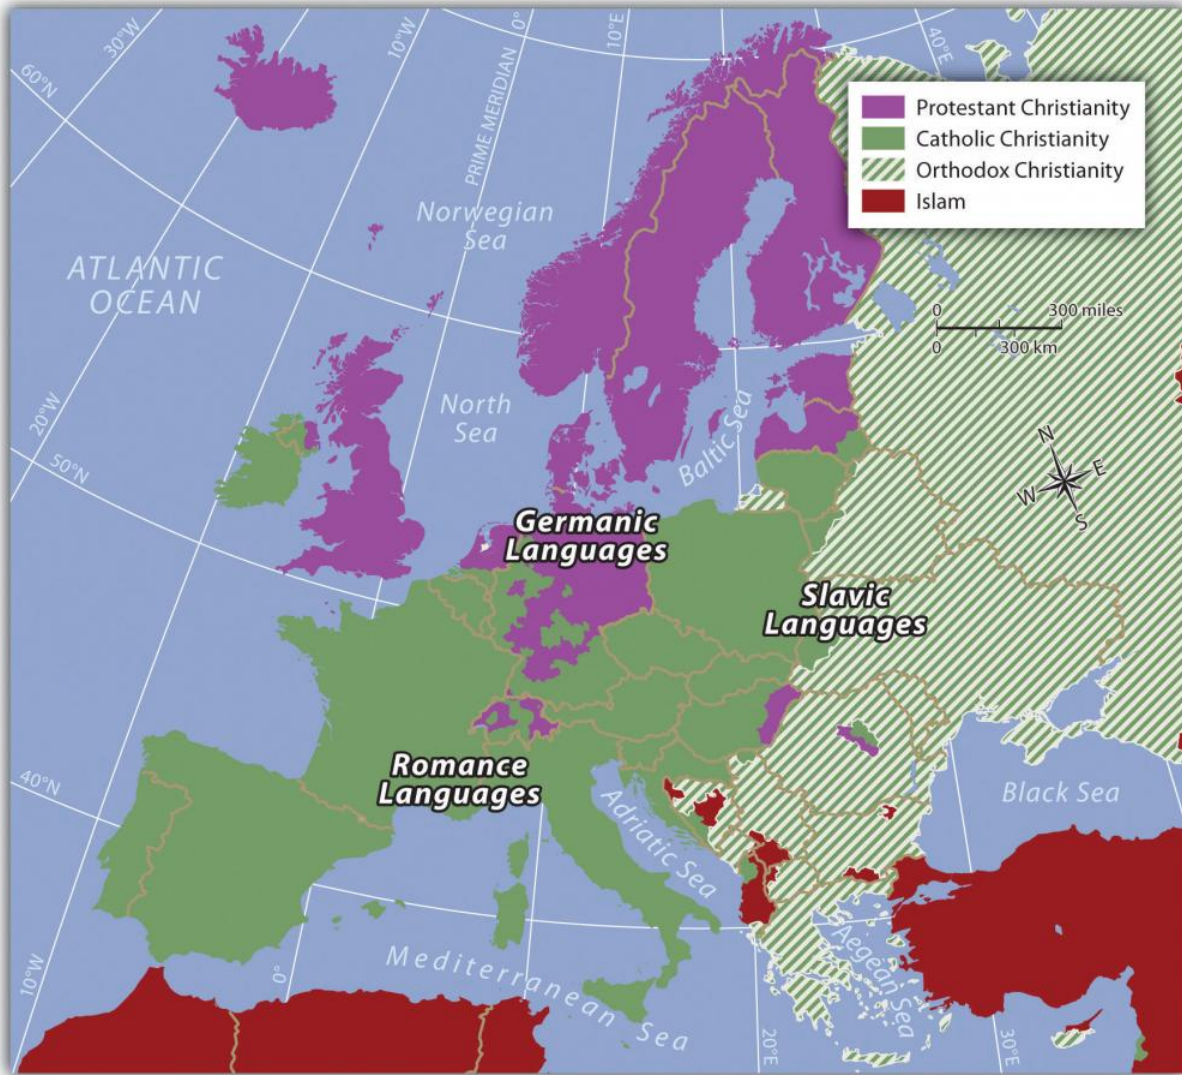 30°W
10°W
0°
10°E
40°E
60°N
PRIME MERIDIAN
Protestant Christianity
Catholic Christianity
Orthodox Christianity
Islam
Norwegian
Sea
ATLANTIC
OCEAN
0 300 miles
0 300 km
20°W
North
Sea
Baltic Sea
N
E
W
S
50°N
Germanic
Languages
Slavic
Languages
Romance
Languages
40°N
Adriatic Sea
Black Sea
Aegean Sea
Mediterranean Sea
10°W
0°
20°E
30°E